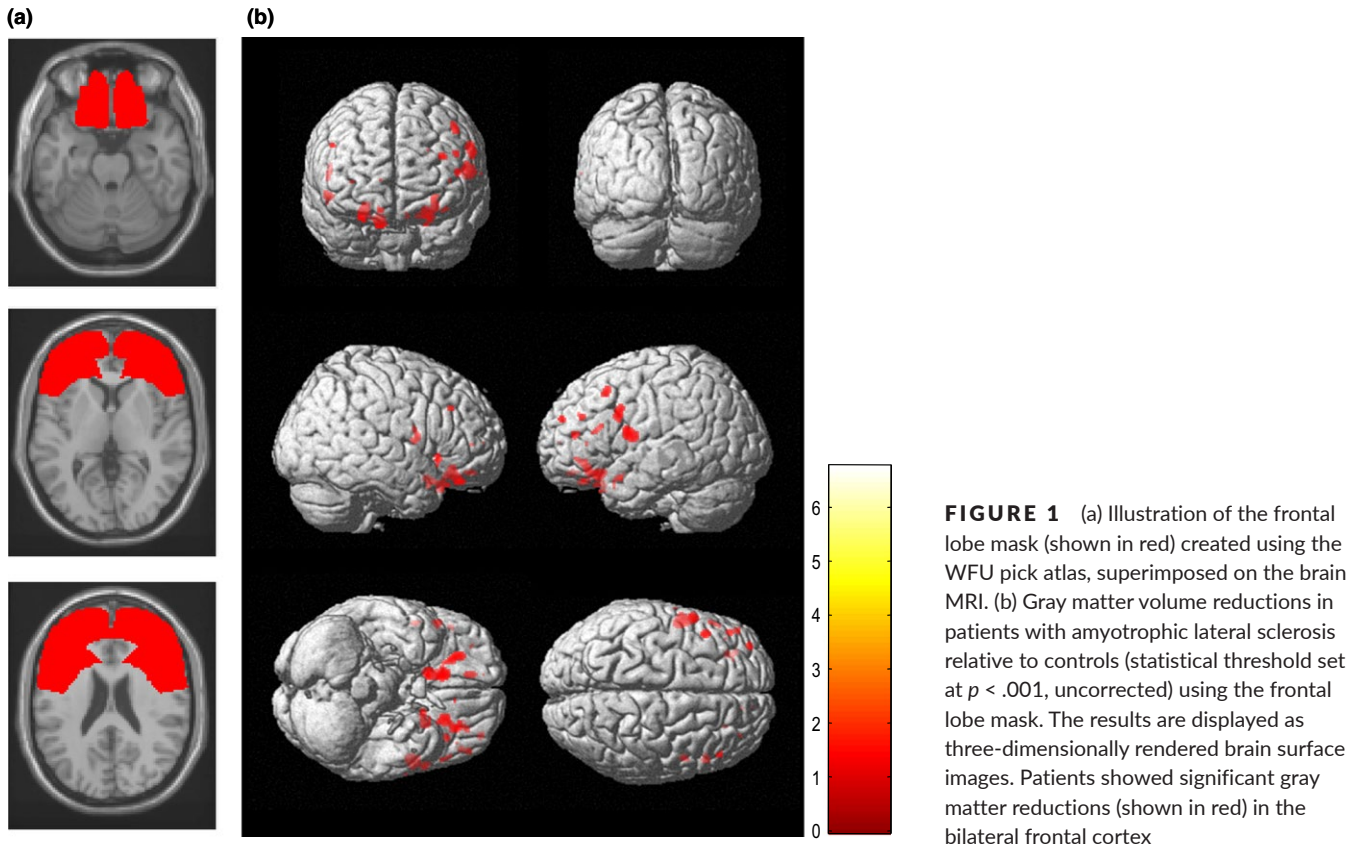 (a)
(b)
6
5
4
3
2
1
0
FIGURE 1 (a) Illustration of the frontal
lobe mask (shown in red) created using the
WFU pick atlas, superimposed on the brain
MRI. (b) Gray matter volume reductions in
patients with amyotrophic lateral sclerosis
relative to controls (statistical threshold set
at p < .001, uncorrected) using the frontal
lobe mask. The results are displayed as
three-dimensionally rendered brain surface
images. Patients showed significant gray
matter reductions (shown in red) in the
bilateral frontal cortex